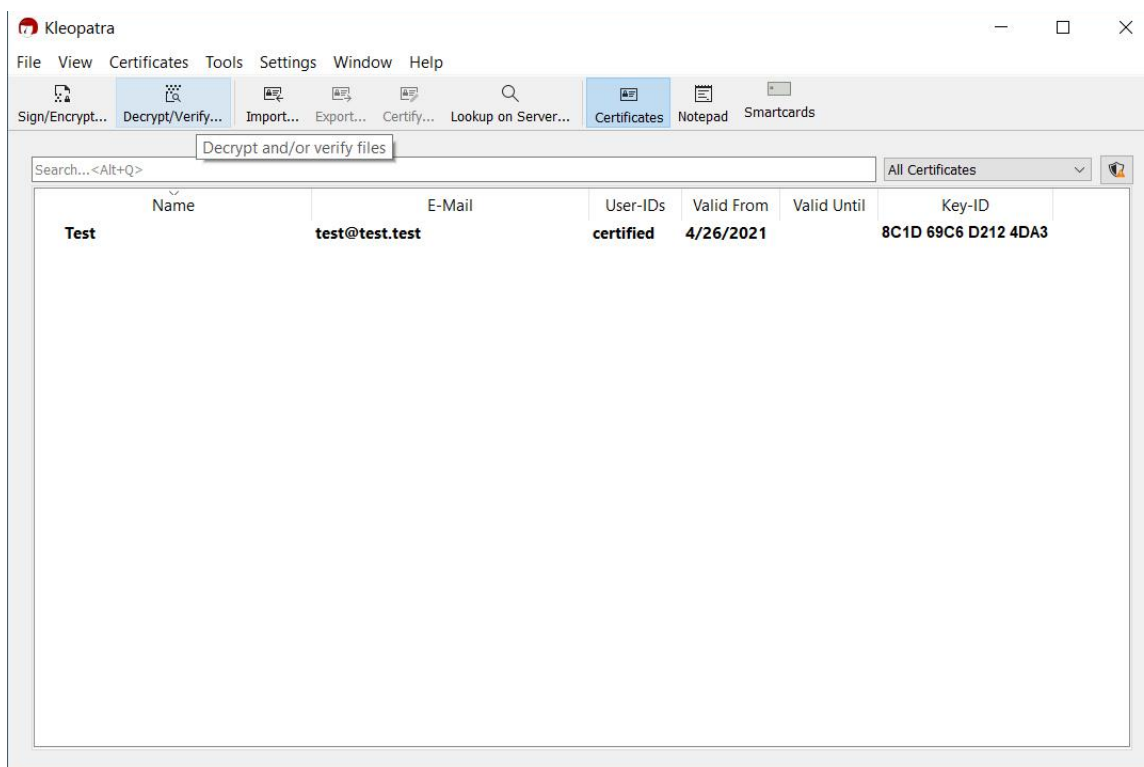 Kleopatra
File View Certificates Tools Settings Window Help
Sign/Encrypt... Decrypt/Verify... Import... Export... Certify... Lookup on Server... Certificates Notepad Smartcards
Decrypt and/or verify files
Search...<Alt+Q> All Certificates
Name E-Mail User-IDs Valid From Valid Until Key-ID
Test test@test.test certified 4/26/2021 8C1D 69C6 D212 4DA3